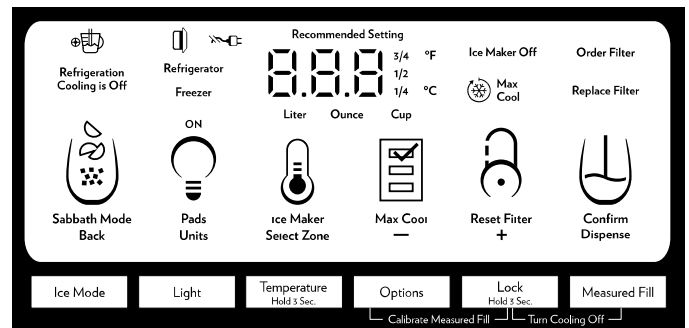 Recommended Setting
8.8.8
3/4 °F
1/2
1/4 °C
Refrigeration
Cooling is Off
Refrigerator
Freezer
Liter Ounce Cup
Ice Maker Off
Max
Cool
Order Filter
Replace Filter
ON
Sabbath Mode
Back
Pads
Units
Ice Maker
Select Zone
Max Cool
—
Reset Filter
+
Confirm
Dispense
Ice Mode
Light
Temperature
Hold 3 Sec.
Options
Lock
Hold 3 Sec.
Measured Fill
Calibrate Measured Fill
Turn Cooling Off